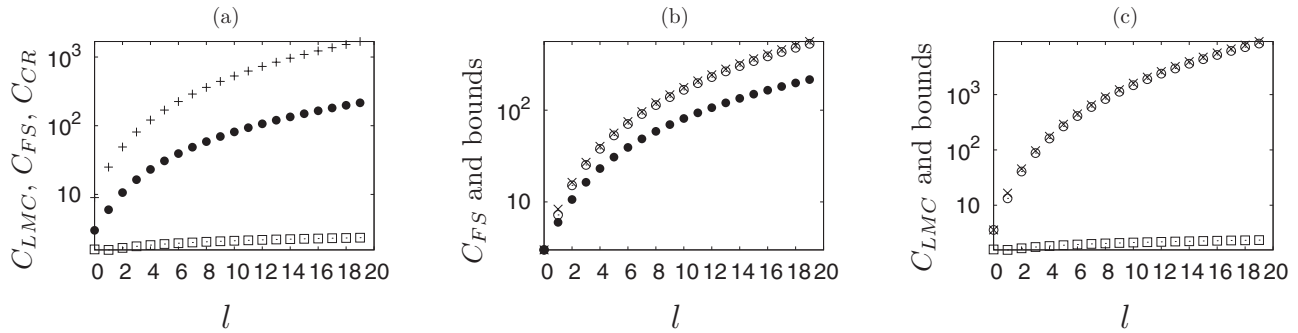 (a)
C_{LMC}, C_{FS}, C_{CR}
10^3
10^2
10
0 2 4 6 8 10 12 14 16 18 20
l
(b)
C_{FS} and bounds
10^2
10
0 2 4 6 8 10 12 14 16 18 20
l
(c)
C_{LMC} and bounds
10^3
10^2
10
0 2 4 6 8 10 12 14 16 18 20
l